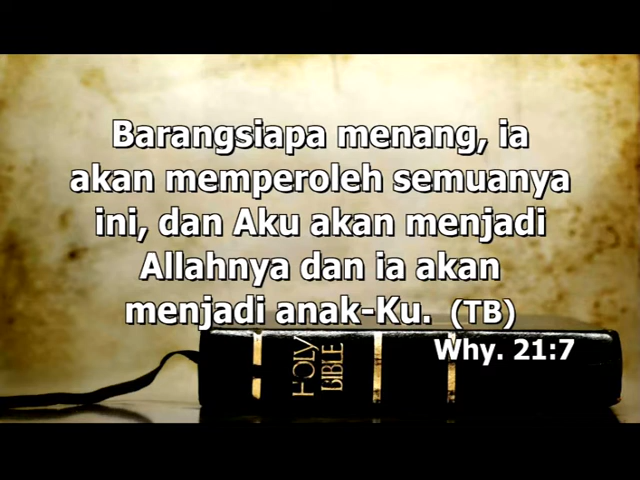 Barangsiapa menang, ia
akan memperoleh semuanya
ini, dan Aku akan menjadi
Allahnya dan ia akan
menjadi anak-Ku. (TB)
Why. 21:7
HOLY
BIBLE